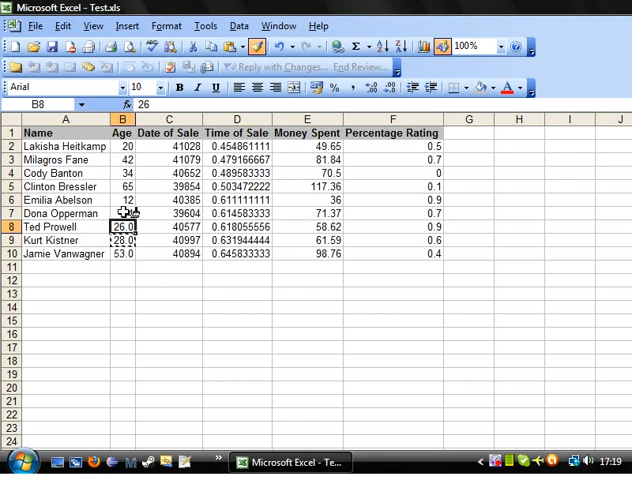 Microsoft Excel - Test.xls
File Edit View Insert Format Tools Data Window Help
100%
Reply with Changes... End Review...
Arial 10 B I U
B8 fx 26
A B C D E F G H I J
1 Name Age Date of Sale Time of Sale Money Spent Percentage Rating
2 Lakisha Heitkamp 20 41028 0.454861111 49.65 0.5
3 Milagros Fane 42 41079 0.479166667 81.84 0.7
4 Cody Banton 34 40652 0.489583333 70.5 0
5 Clinton Bressler 65 39854 0.503472222 117.36 0.1
6 Emilia Abelson 12 40385 0.611111111 36 0.9
7 Dona Opperman 39604 0.614583333 71.37 0.7
8 Ted Prowell 26.0 40577 0.618055556 58.62 0.9
9 Kurt Kistner 28.0 40997 0.631944444 61.59 0.6
10 Jamie Vanwagner 53.0 40894 0.645833333 98.76 0.4
11
12
13
14
15
16
17
18
19
20
21
22
23
24
Microsoft Excel - Te... 17:19